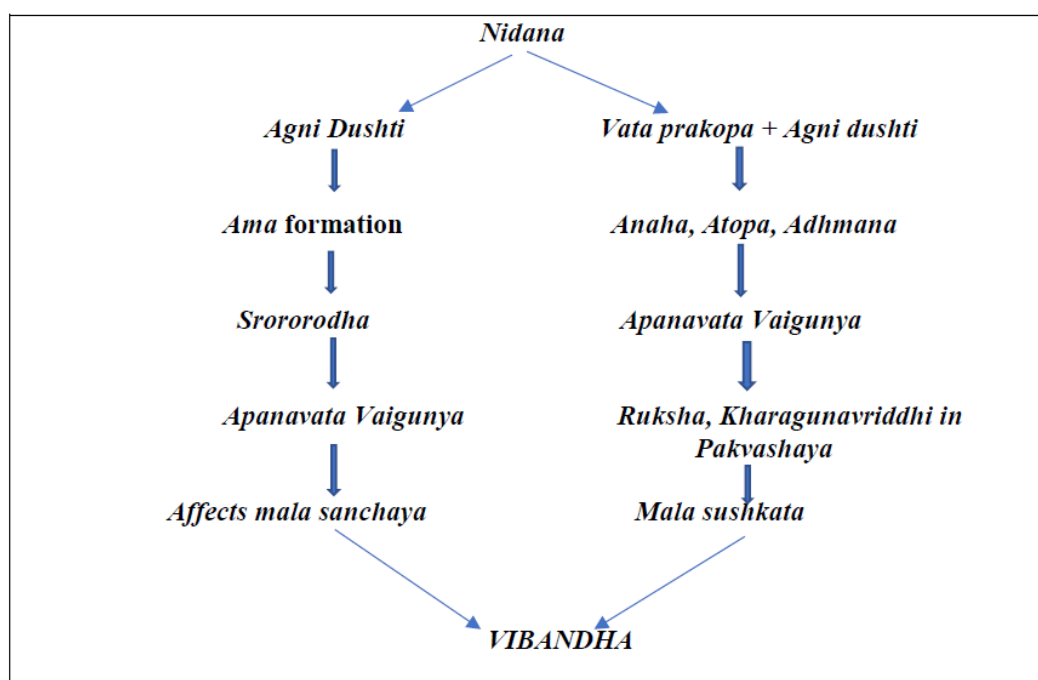 Nidana
Agni Dushti
Vata prakopa + Agni dushti
Ama formation
Anaha, Atopa, Adhmana
Srororodha
Apanavata Vaigunya
Apanavata Vaigunya
Ruksha, Kharagunavriddhi in
Pakvashaya
Affects mala sanchaya
Mala sushkata
VIBANDHA